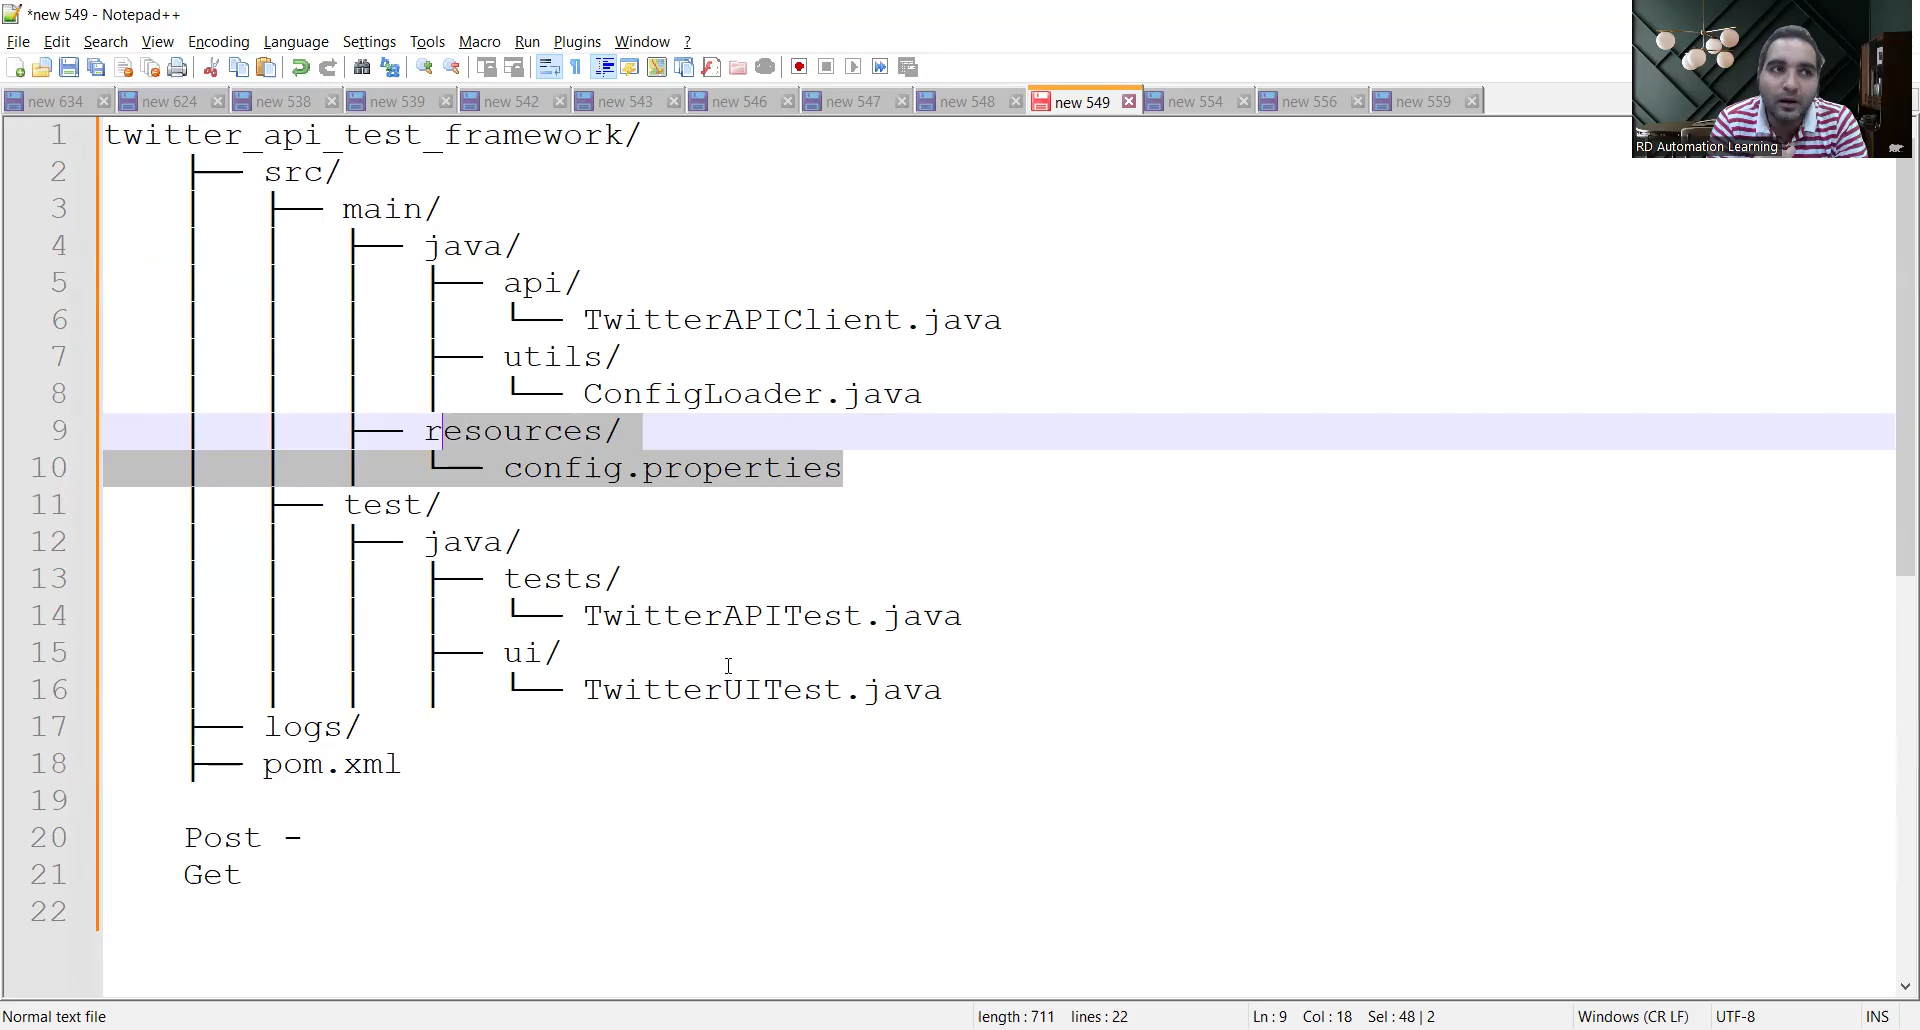 *new 549 - Notepad++
File Edit Search View Encoding Language Settings Tools Macro Run Plugins Window ?
new 634 new 624 new 538 new 539 new 542 new 543 new 546 new 547 new 548 new 549 new 554 new 556 new 559
RD Automation Learning
1 twitter_api_test_framework/
2 ├── src/
3 │ ├── main/
4 │ │ ├── java/
5 │ │ │ ├── api/
6 │ │ │ │ └── TwitterAPIClient.java
7 │ │ │ ├── utils/
8 │ │ │ │ └── ConfigLoader.java
9 │ │ ├── resources/
10 │ │ │ └── config.properties
11 │ ├── test/
12 │ │ ├── java/
13 │ │ │ ├── tests/
14 │ │ │ │ └── TwitterAPITest.java
15 │ │ │ ├── ui/
16 │ │ │ │ └── TwitterUITest.java
17 ├── logs/
18 ├── pom.xml
19
20 Post -
21 Get
22
Normal text file length : 711 lines : 22 Ln : 9 Col : 18 Sel : 48 | 2 Windows (CR LF) UTF-8 INS